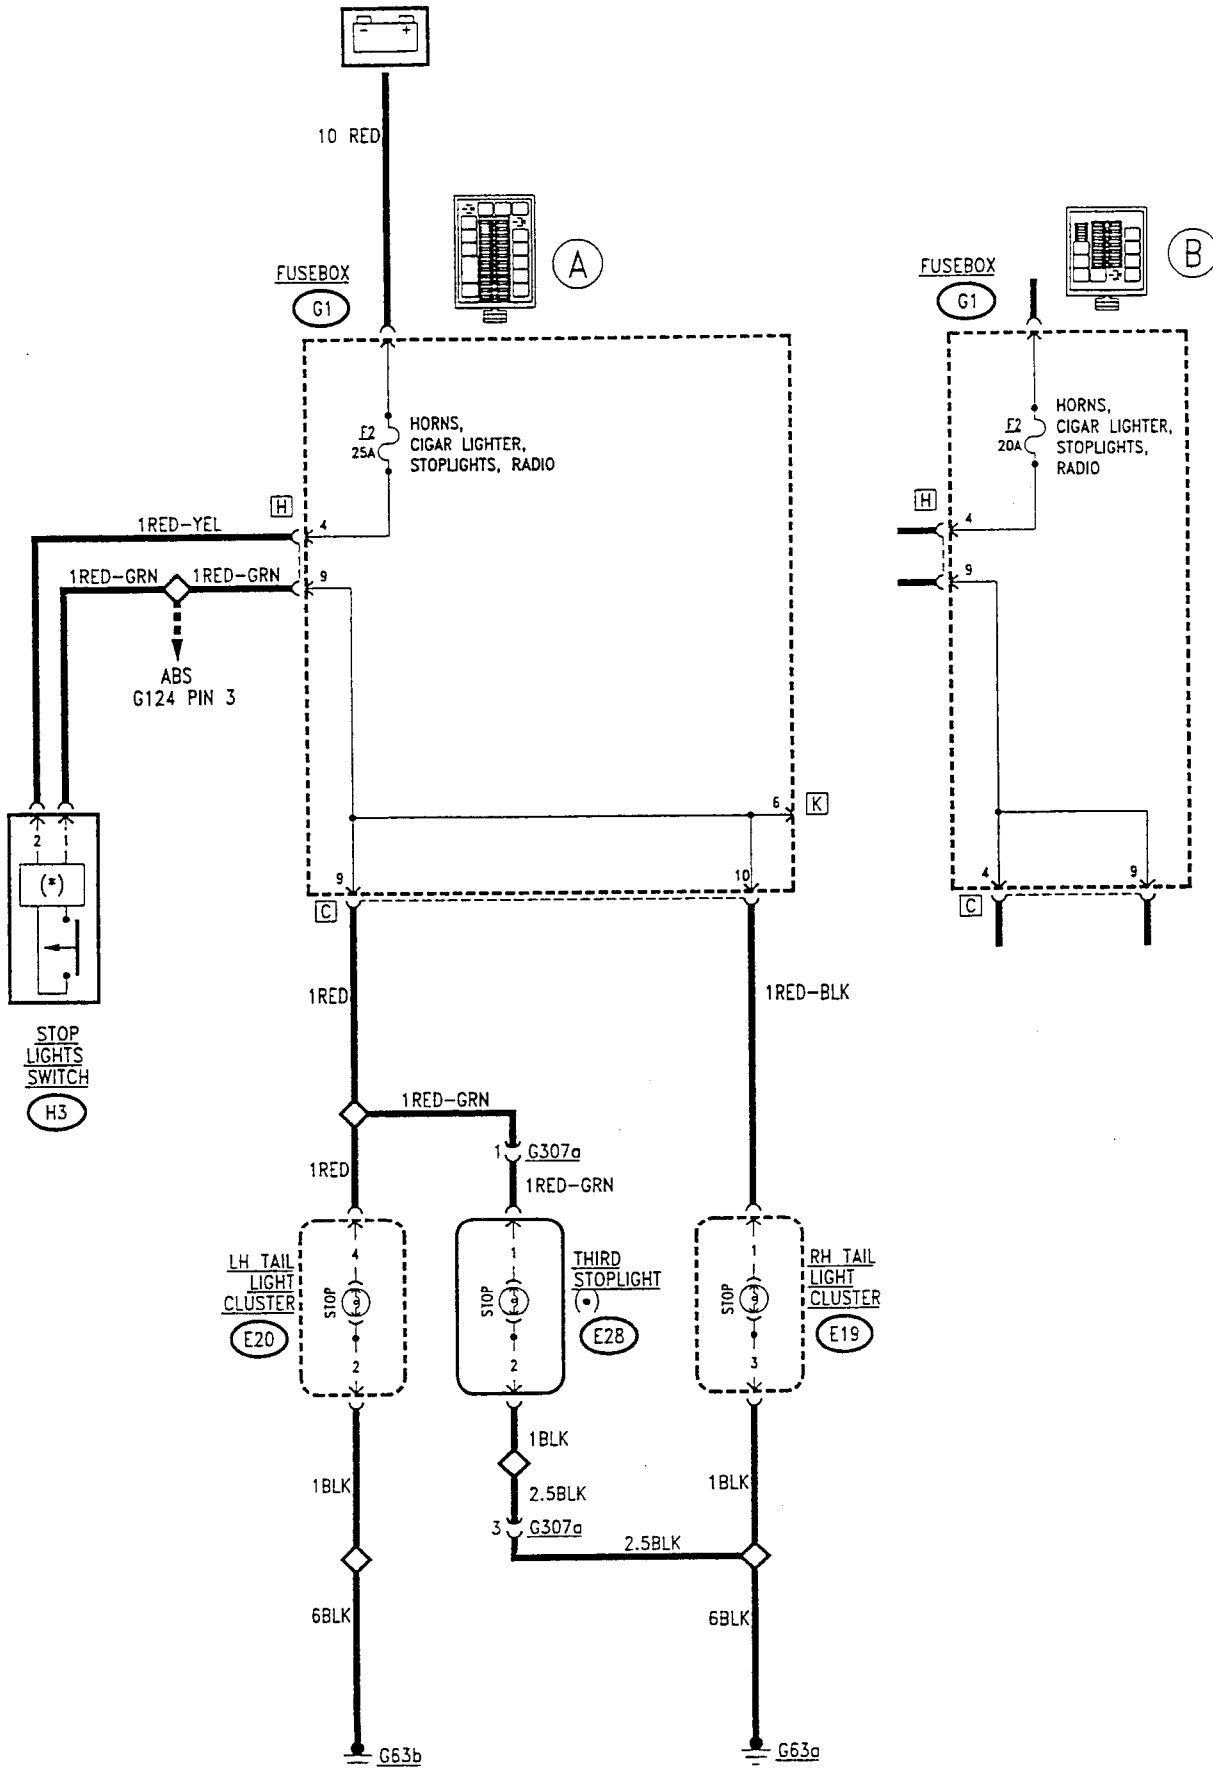 - +
10 RED
A
B
FUSEBOX
G1
FUSEBOX
G1
F2
25A
HORNS,
CIGAR LIGHTER,
STOPLIGHTS, RADIO
F2
20A
HORNS,
CIGAR LIGHTER,
STOPLIGHTS,
RADIO
H
4
1RED-YEL
H
4
1RED-GRN
1RED-GRN
9
9
ABS
G124 PIN 3
6
K
2
1
(*)
9
10
C
4
9
C
1RED
1RED-BLK
STOP
LIGHTS
SWITCH
H3
1RED-GRN
1
G307a
1RED
1RED-GRN
LH TAIL
LIGHT
CLUSTER
E20
4
STOP
2
1
STOP
2
THIRD
STOPLIGHT
(•)
E28
1
STOP
3
RH TAIL
LIGHT
CLUSTER
E19
1BLK
1BLK
1BLK
2.5BLK
3
G307a
2.5BLK
6BLK
6BLK
G63b
G63a